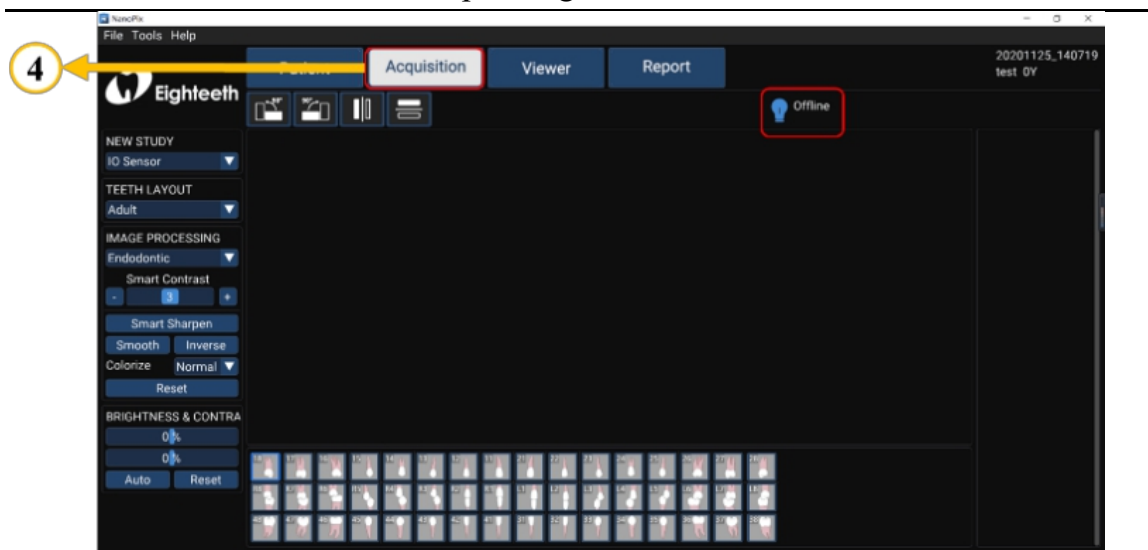 NanoPix
File Tools Help
4
Acquisition
Viewer
Report
20201125_140719
test 0Y
Eighteeth
Offline
NEW STUDY
IO Sensor
TEETH LAYOUT
Adult
IMAGE PROCESSING
Endodontic
Smart Contrast
- 3 +
Smart Sharpen
Smooth Inverse
Colorize Normal
Reset
BRIGHTNESS & CONTRA
0%
0%
Auto Reset